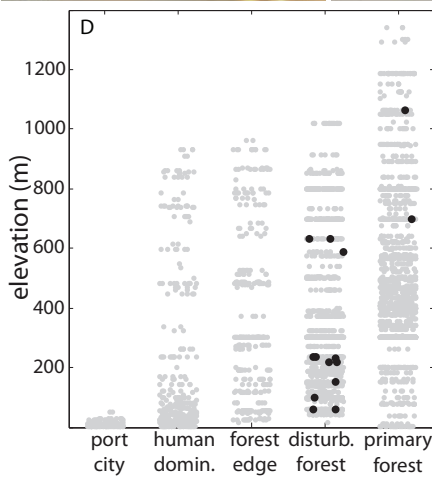 D
1200
1000
800
600
400
200
elevation (m)
port human forest disturb. primary
city domin. edge forest forest